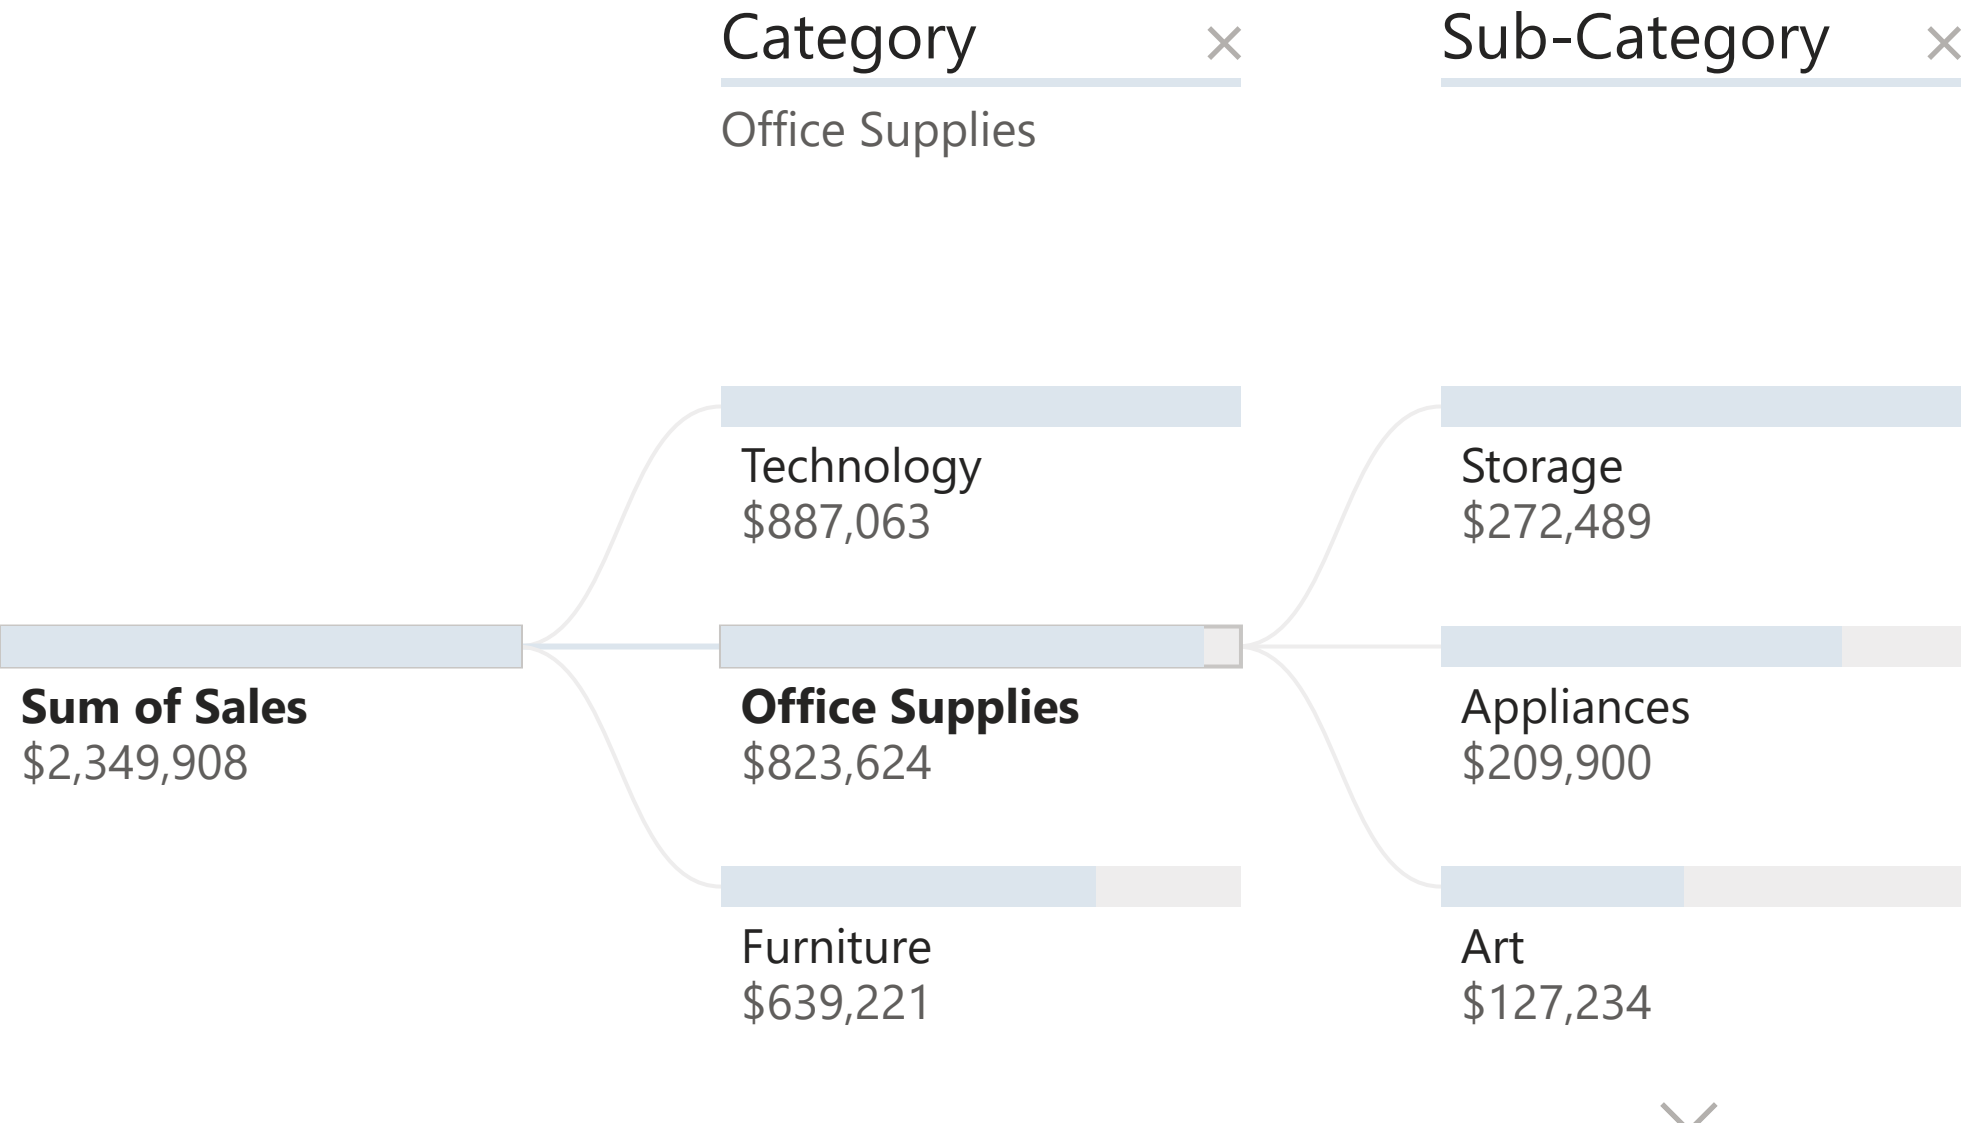 Category
Sub-Category
Office Supplies
Technology
$887,063
Storage
$272,489
Sum of Sales
$2,349,908
Office Supplies
$823,624
Appliances
$209,900
Furniture
$639,221
Art
$127,234